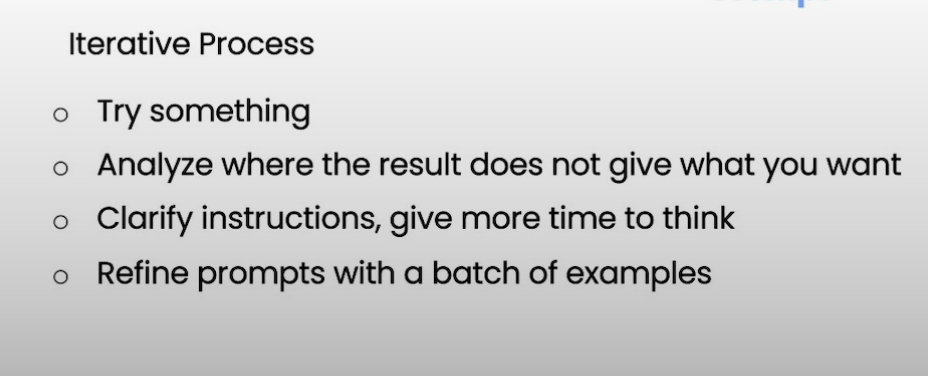 Iterative Process
○ Try something
○ Analyze where the result does not give what you want
○ Clarify instructions, give more time to think
○ Refine prompts with a batch of examples